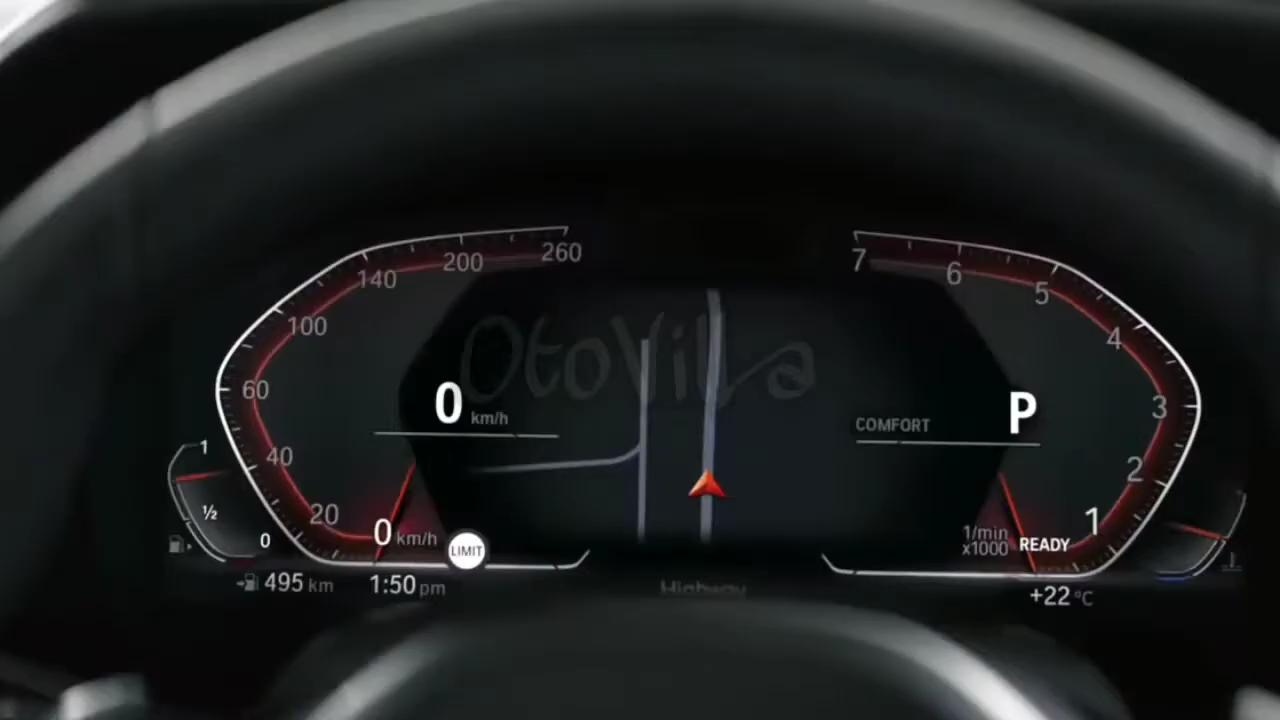 260
200
140
100
60
40
20
0 km/h
0 km/h
LIMIT
1
½
0
495 km
1:50 pm
OtoVilla
Highway
7
6
5
4
3
2
1
COMFORT
P
1/min
x1000
READY
+22 °C